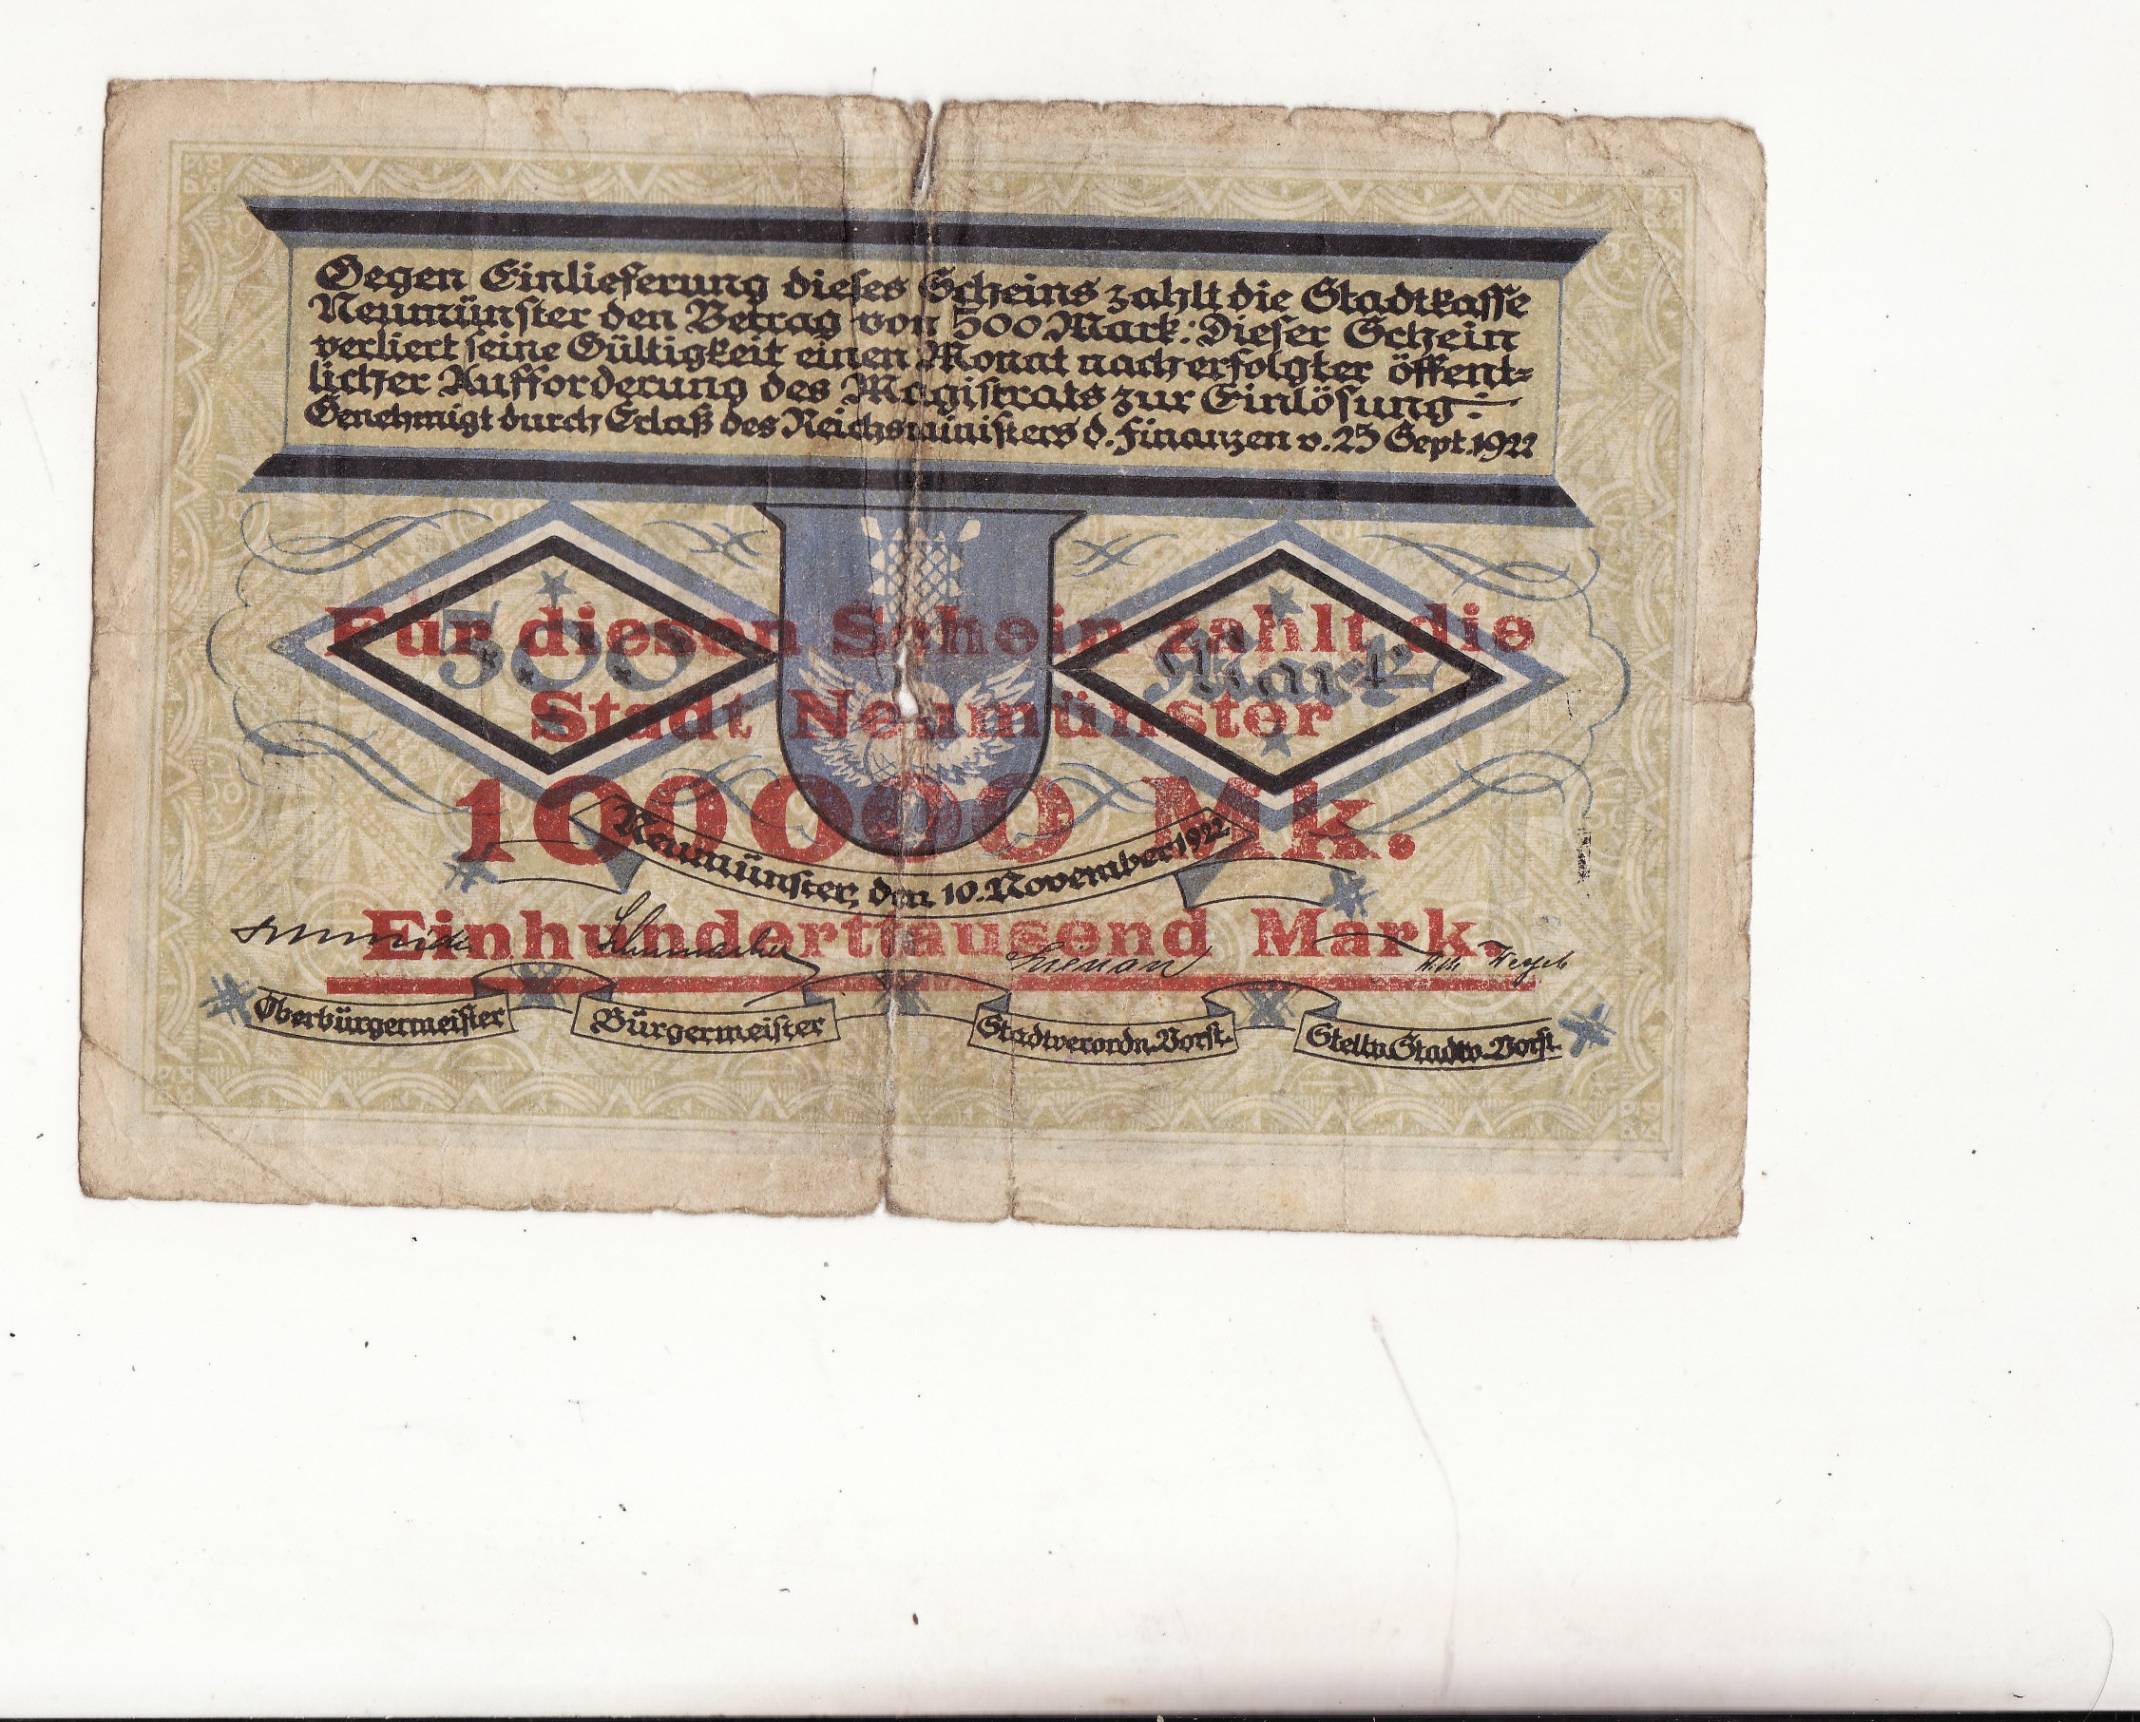 Gegen Einlieferung dieses Scheins zahlt die Stadtkasse
Neumünster den Betrag von 500 Mark. Dieser Schein
verliert seine Gültigkeit einen Monat nach erfolgter öffent-
licher Aufforderung des Magistrats zur Einlösung.
Genehmigt durch Erlaß des Reichsministers d. Finanzen v. 25 Sept. 1922
500 Mark
Für diesen Schein zahlt die
Stadt Neumünster
100000 Mk.
Neumünster, den 10. November 1922
Einhunderttausend Mark.
Schumacher
Oberbürgermeister Bürgermeister Stadtverordn. Vorst. Stellv. Stadtv.-Vorst.